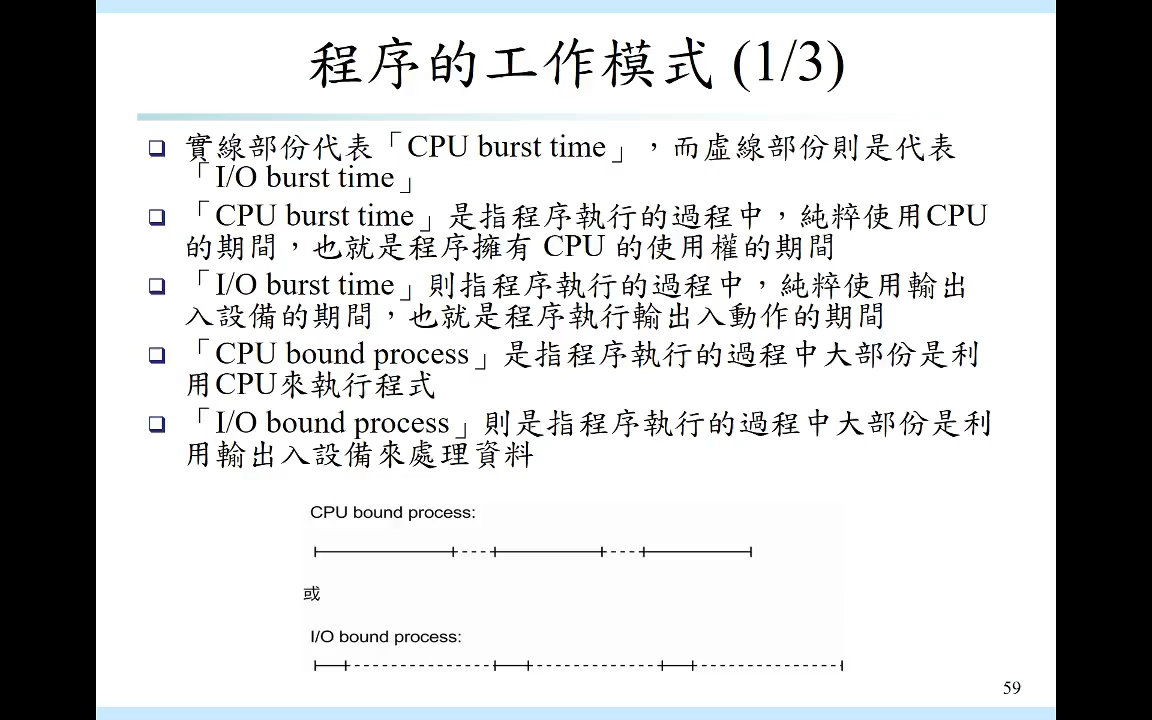 程序的工作模式 (1/3)
實線部份代表「CPU burst time」，而虛線部份則是代表
「I/O burst time」
「CPU burst time」是指程序執行的過程中，純粹使用CPU
的期間，也就是程序擁有 CPU 的使用權的期間
「I/O burst time」則指程序執行的過程中，純粹使用輸出
入設備的期間，也就是程序執行輸出入動作的期間
「CPU bound process」是指程序執行的過程中大部份是利
用CPU來執行程式
「I/O bound process」則是指程序執行的過程中大部份是利
用輸出入設備來處理資料
CPU bound process:
或
I/O bound process:
59